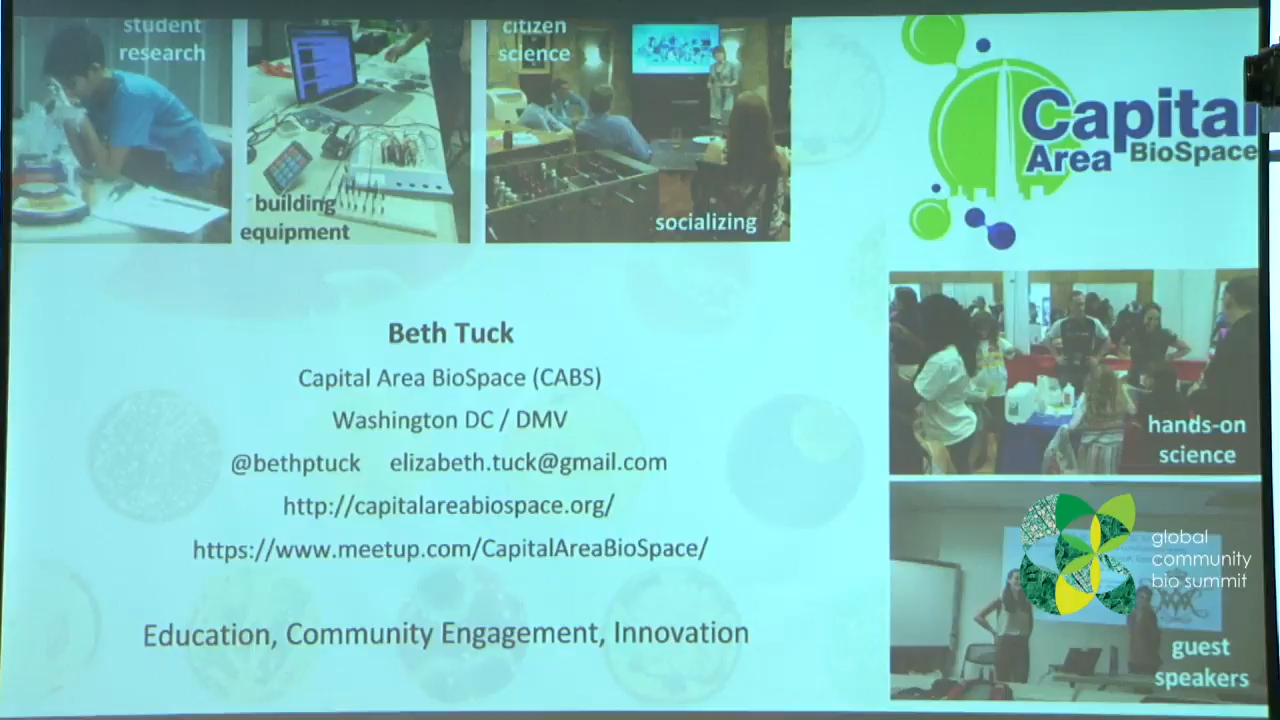 student
research
building
equipment
citizen
science
socializing
Capital
Area BioSpace
Beth Tuck
Capital Area BioSpace (CABS)
Washington DC / DMV
@bethptuck elizabeth.tuck@gmail.com
http://capitalareabiospace.org/
https://www.meetup.com/CapitalAreaBioSpace/
Education, Community Engagement, Innovation
hands-on
science
global
community
bio summit
guest
speakers